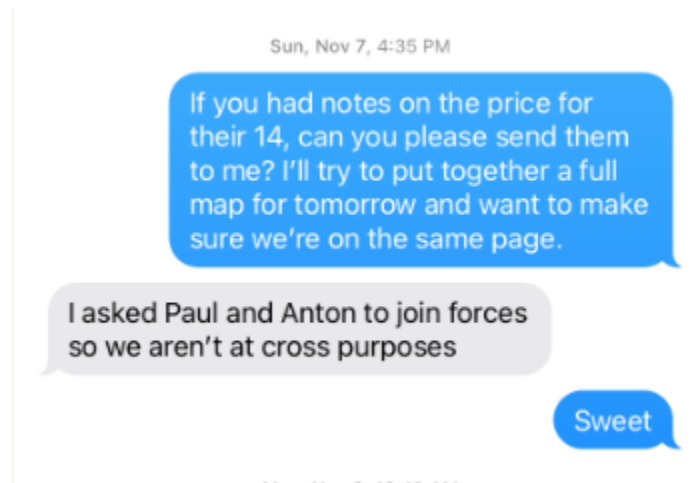 Sun, Nov 7, 4:35 PM
If you had notes on the price for
their 14, can you please send them
to me? I’ll try to put together a full
map for tomorrow and want to make
sure we’re on the same page.
I asked Paul and Anton to join forces
so we aren’t at cross purposes
Sweet